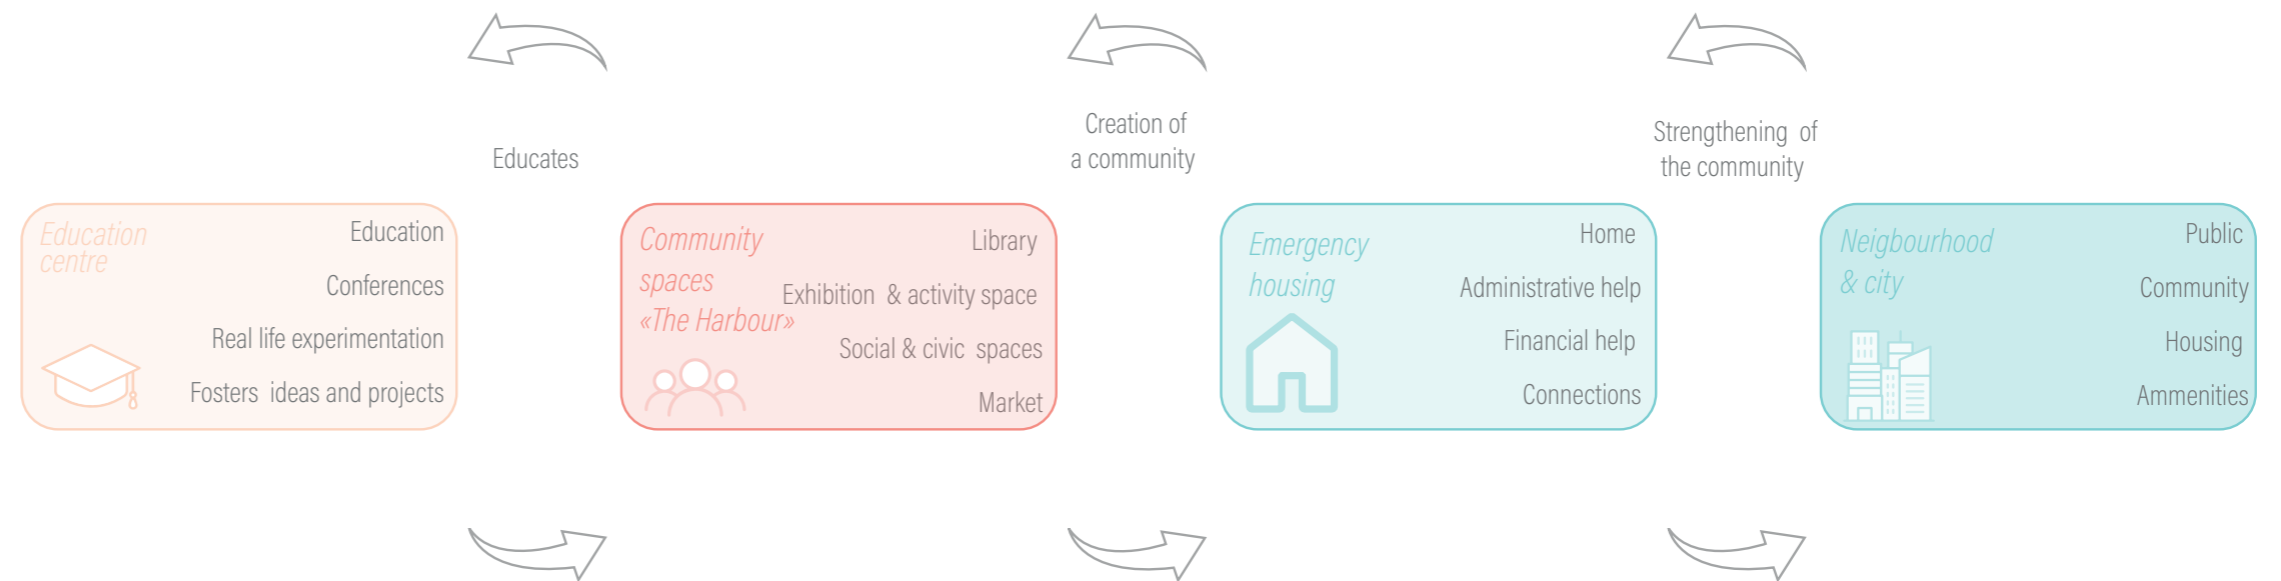 Educates
Creation of
a community
Strengthening of
the community
Education
centre
Education
Conferences
Real life experimentation
Fosters ideas and projects
Community
spaces
«The Harbour»
Library
Exhibition & activity space
Social & civic spaces
Market
Emergency
housing
Home
Administrative help
Financial help
Connections
Neigbourhood
& city
Public
Community
Housing
Ammenities